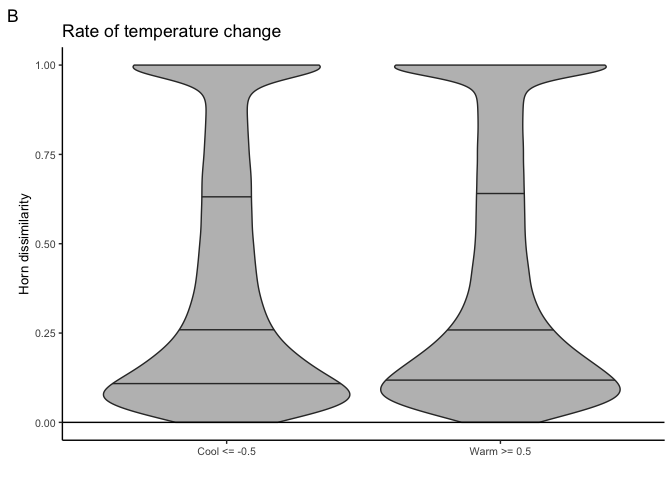 B
Rate of temperature change
1.00
0.75
0.50
0.25
0.00
Horn dissimilarity
Cool <= -0.5
Warm >= 0.5